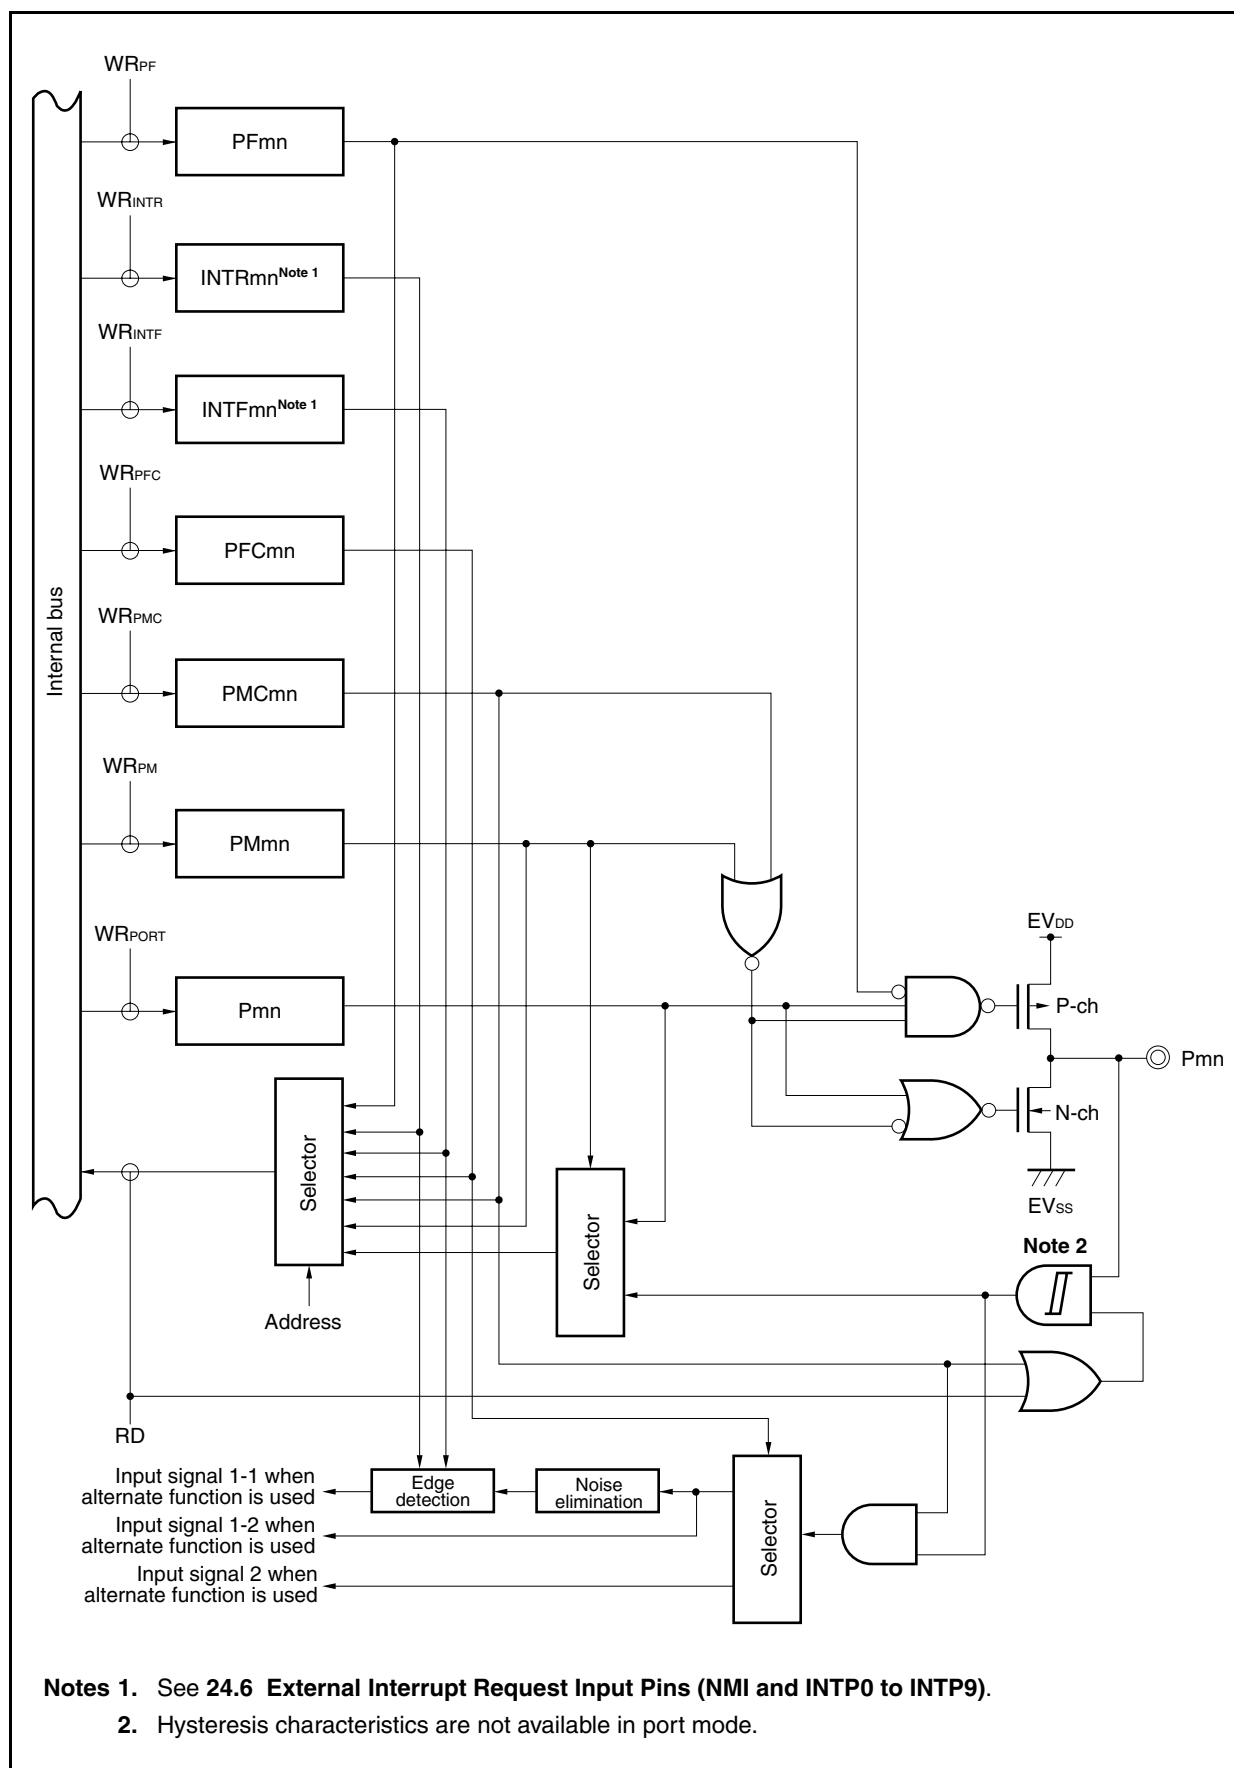 WRPF
PFmn
WRINTR
INTRmnNote 1
WRINTF
INTFmnNote 1
WRPFC
PFCmn
Internal bus
WRPMC
PMCmn
WRPM
PMmn
WRPORT
Pmn
EVDD
P-ch
Pmn
N-ch
EVSS
Selector
Selector
Note 2
Address
RD
Input signal 1-1 when
alternate function is used
Edge
detection
Noise
elimination
Selector
Input signal 1-2 when
alternate function is used
Input signal 2 when
alternate function is used
Notes 1. See 24.6 External Interrupt Request Input Pins (NMI and INTP0 to INTP9).
2. Hysteresis characteristics are not available in port mode.